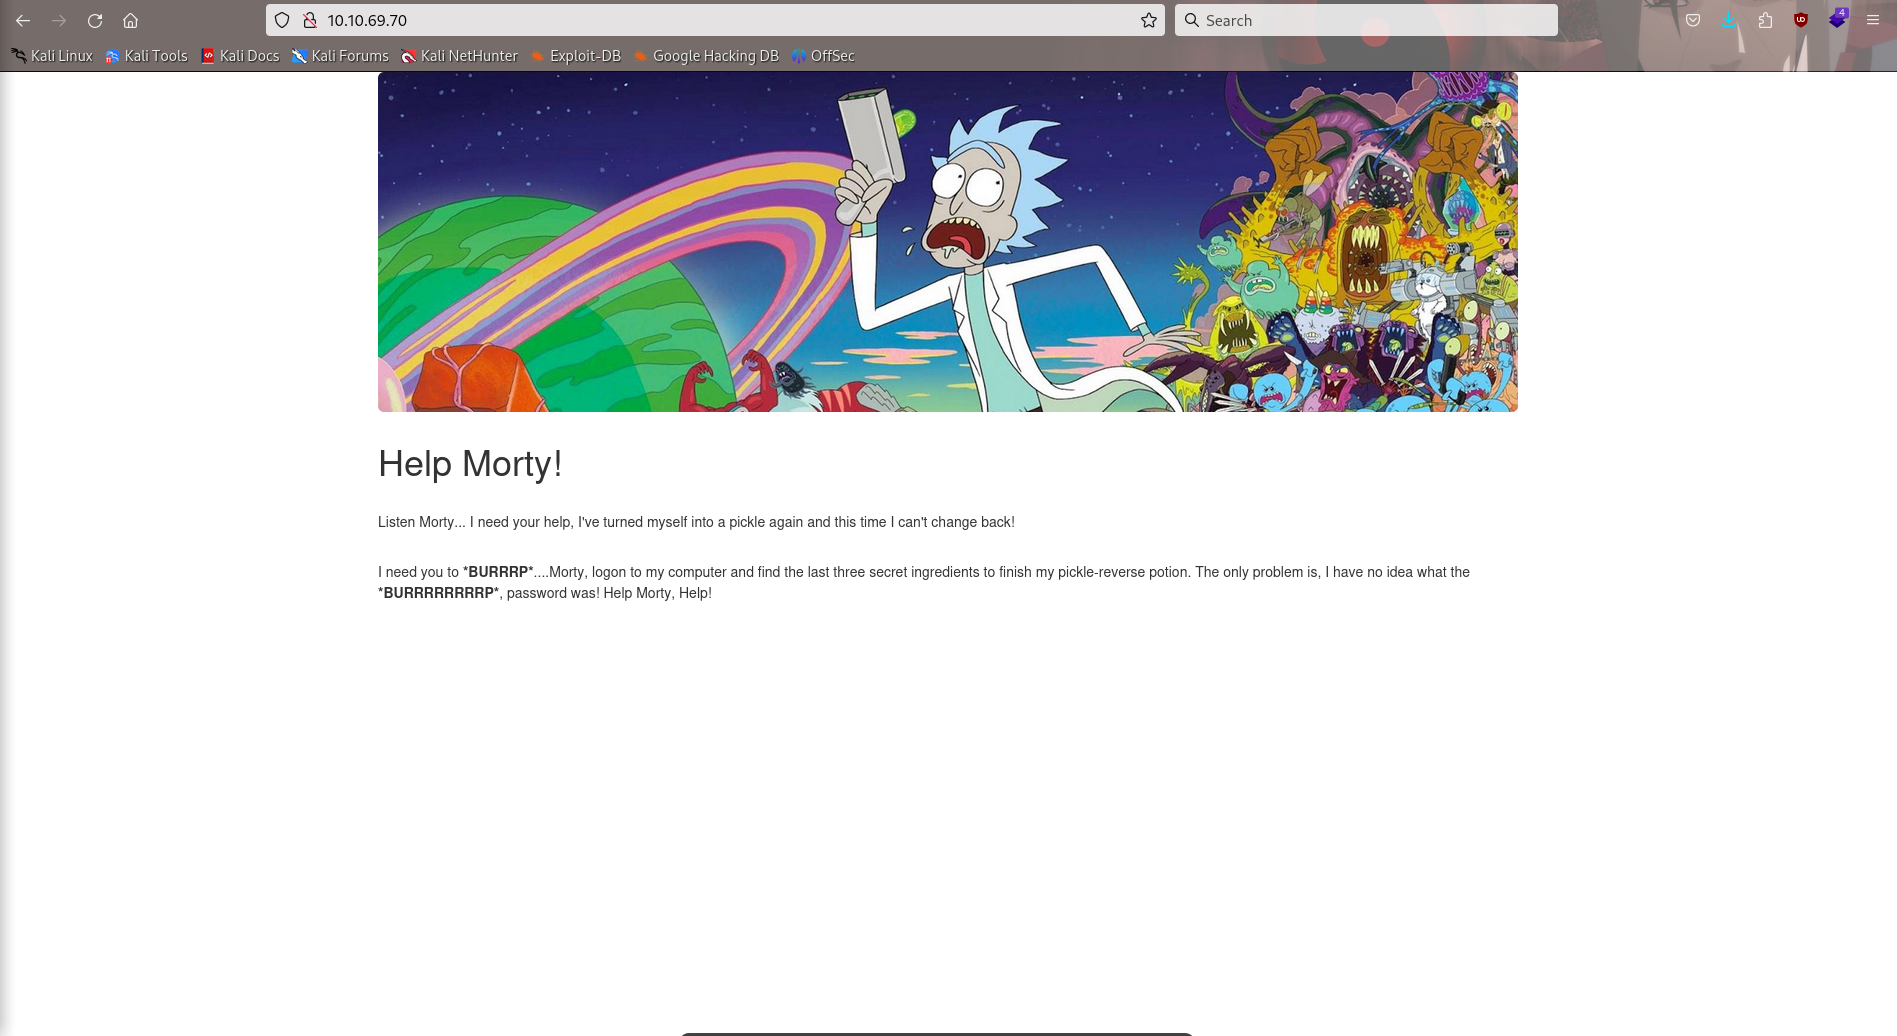 10.10.69.70
Search
4
Kali Linux Kali Tools Kali Docs Kali Forums Kali NetHunter Exploit-DB Google Hacking DB OffSec
Help Morty!
Listen Morty... I need your help, I've turned myself into a pickle again and this time I can't change back!
I need you to *BURRRP*....Morty, logon to my computer and find the last three secret ingredients to finish my pickle-reverse potion. The only problem is, I have no idea what the
*BURRRRRRRRP*, password was! Help Morty, Help!